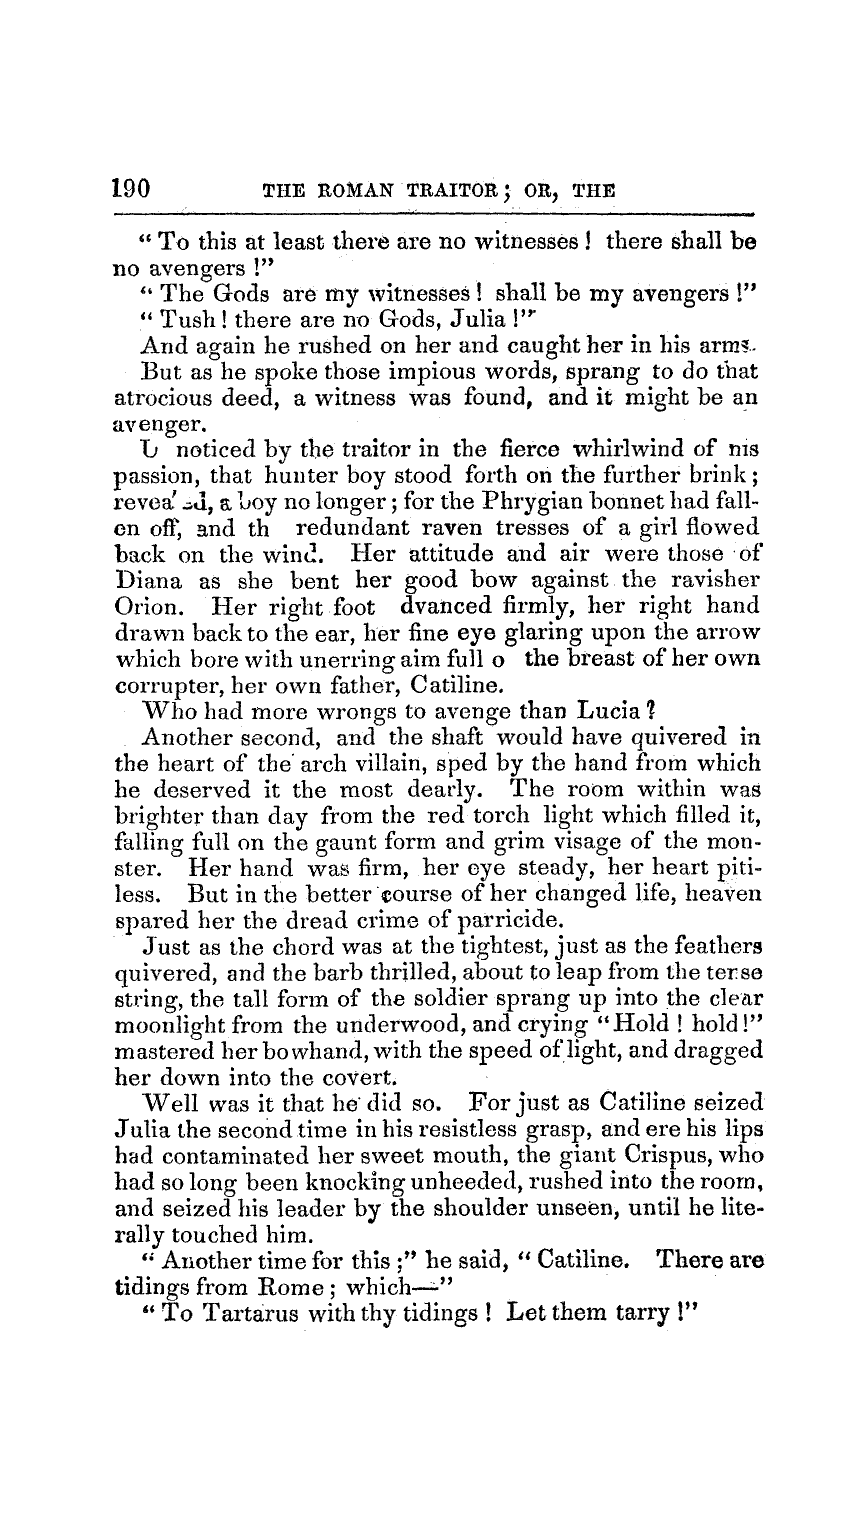 190 THE ROMAN TRAITOR; OR, THE
“ To this at least there are no witnesses ! there shall be
no avengers !”
“ The Gods are my witnesses ! shall be my avengers !”
“ Tush ! there are no Gods, Julia !”
And again he rushed on her and caught her in his arms.
But as he spoke those impious words, sprang to do that
atrocious deed, a witness was found, and it might be an
avenger.
noticed by the traitor in the fierce whirlwind of his
passion, that hunter boy stood forth on the further brink ;
a boy no longer ; for the Phrygian bonnet had fall-
en off, and th redundant raven tresses of a girl flowed
back on the wind. Her attitude and air were those of
Diana as she bent her good bow against the ravisher
Orion. Her right foot dvanced firmly, her right hand
drawn back to the ear, her fine eye glaring upon the arrow
which bore with unerring aim full o the breast of her own
corrupter, her own father, Catiline.
Who had more wrongs to avenge than Lucia ?
Another second, and the shaft would have quivered in
the heart of the arch villain, sped by the hand from which
he deserved it the most dearly. The room within was
brighter than day from the red torch light which filled it,
falling full on the gaunt form and grim visage of the mon-
ster. Her hand was firm, her eye steady, her heart piti-
less. But in the better course of her changed life, heaven
spared her the dread crime of parricide.
Just as the chord was at the tightest, just as the feathers
quivered, and the barb thrilled, about to leap from the terse
string, the tall form of the soldier sprang up into the clear
moonlight from the underwood, and crying “Hold ! hold !”
mastered her bowhand, with the speed of light, and dragged
her down into the covert.
Well was it that he did so. For just as Catiline seized
Julia the second time in his resistless grasp, and ere his lips
had contaminated her sweet mouth, the giant Crispus, who
had so long been knocking unheeded, rushed into the room,
and seized his leader by the shoulder unseen, until he lite-
rally touched him.
“ Another time for this ;” he said, “ Catiline. There are
tidings from Rome ; which—”
“ To Tartarus with thy tidings ! Let them tarry !”